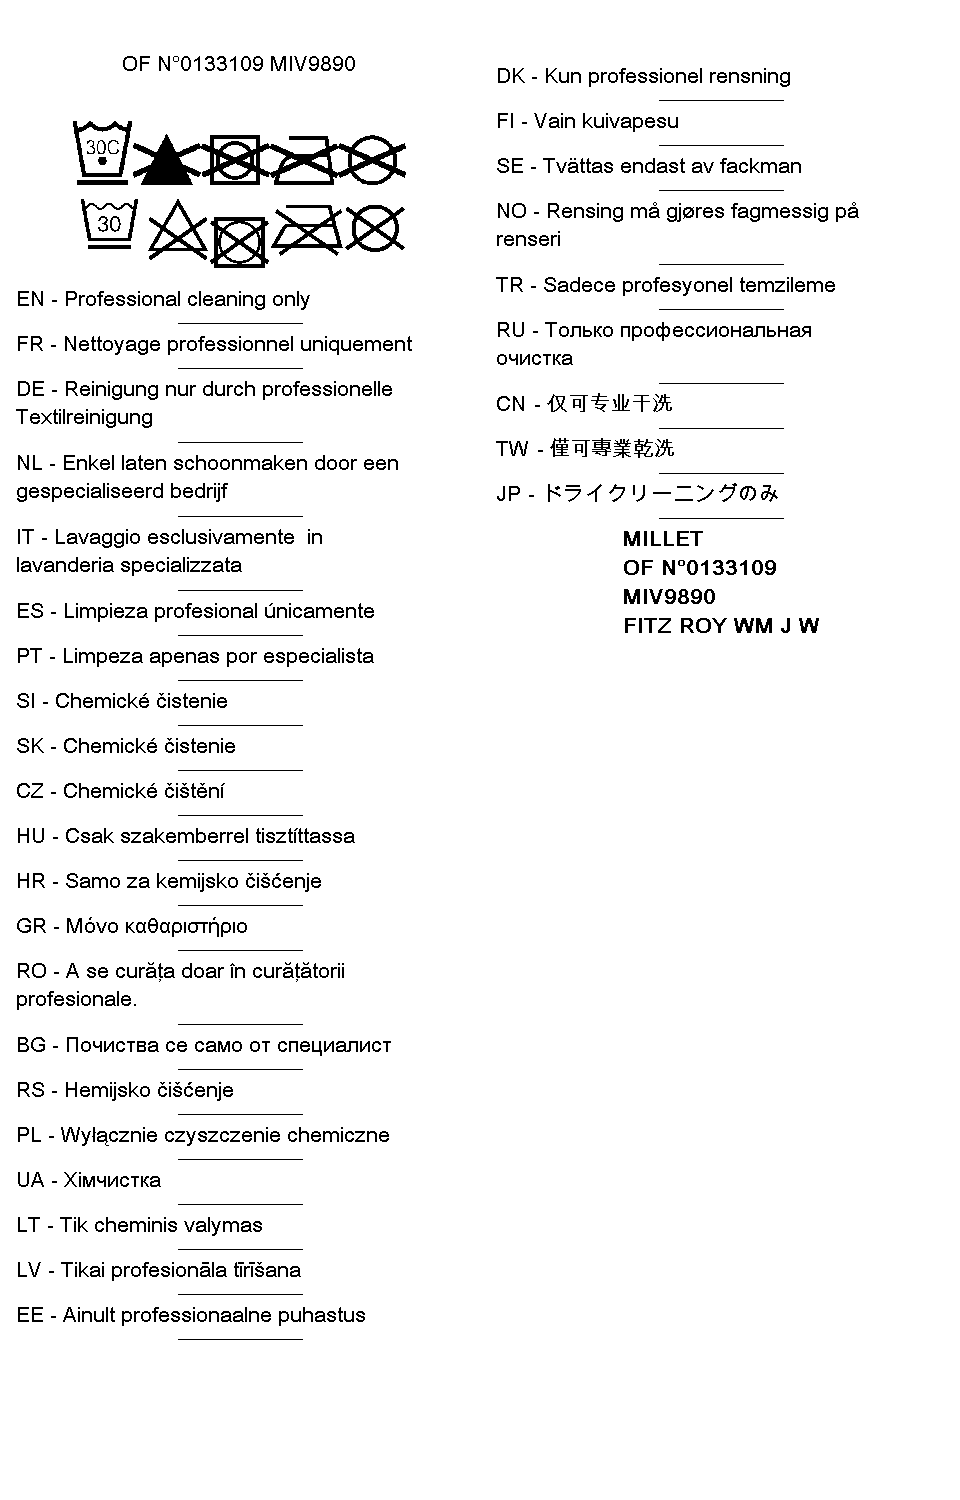 OF N°0133109 MIV9890
30C
30
EN - Professional cleaning only
FR - Nettoyage professionnel uniquement
DE - Reinigung nur durch professionelle
Textilreinigung
NL - Enkel laten schoonmaken door een
gespecialiseerd bedrijf
IT - Lavaggio esclusivamente  in
lavanderia specializzata
ES - Limpieza profesional únicamente
PT - Limpeza apenas por especialista
SI - Chemické čistenie
SK - Chemické čistenie
CZ - Chemické čištění
HU - Csak szakemberrel tisztíttassa
HR - Samo za kemijsko čišćenje
GR - Μόνο καθαριστήριο
RO - A se curăța doar în curățătorii
profesionale.
BG - Почиства се само от специалист
RS - Hemijsko čišćenje
PL - Wyłącznie czyszczenie chemiczne
UA - Хімчистка
LT - Tik cheminis valymas
LV - Tikai profesionāla tīrīšana
EE - Ainult professionaalne puhastus
DK - Kun professionel rensning
FI - Vain kuivapesu
SE - Tvättas endast av fackman
NO - Rensing må gjøres fagmessig på
renseri
TR - Sadece profesyonel temzileme
RU - Только профессиональная
очистка
CN - 仅可专业干洗
TW - 僅可專業乾洗
JP - ドライクリーニングのみ
MILLET
OF N°0133109
MIV9890
FITZ ROY WM J W